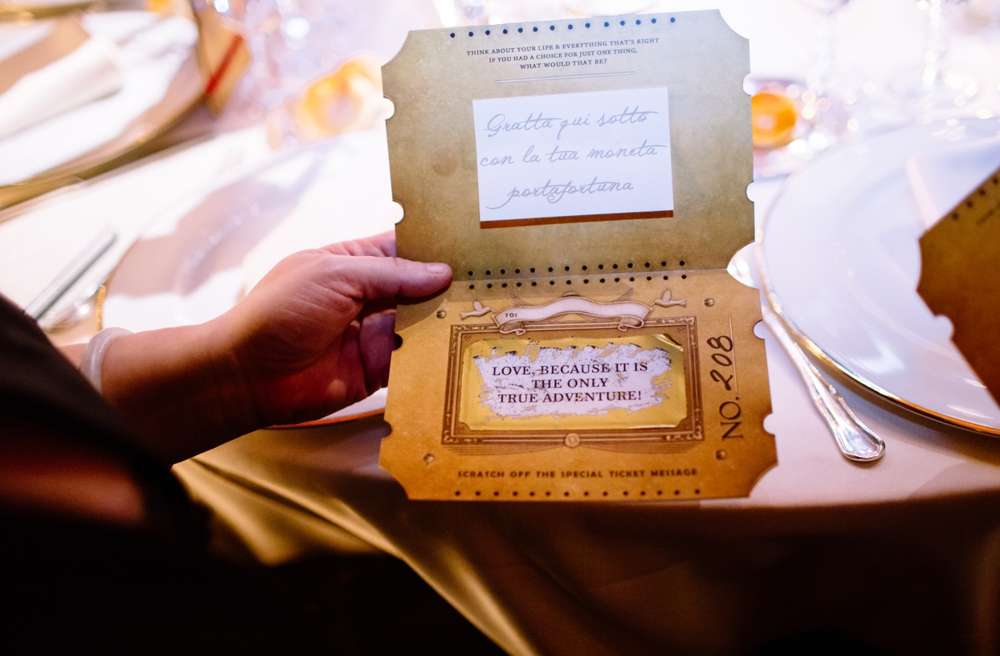 THINK ABOUT YOUR LIFE & EVERYTHING THAT'S RIGHT
IF YOU HAD A CHOICE FOR JUST ONE THING,
WHAT WOULD THAT BE?
Gratta qui sotto
con la tua moneta
portafortuna
TO:
LOVE, BECAUSE IT IS
THE ONLY
TRUE ADVENTURE!
NO. 208
SCRATCH OFF THE SPECIAL TICKET MESSAGE